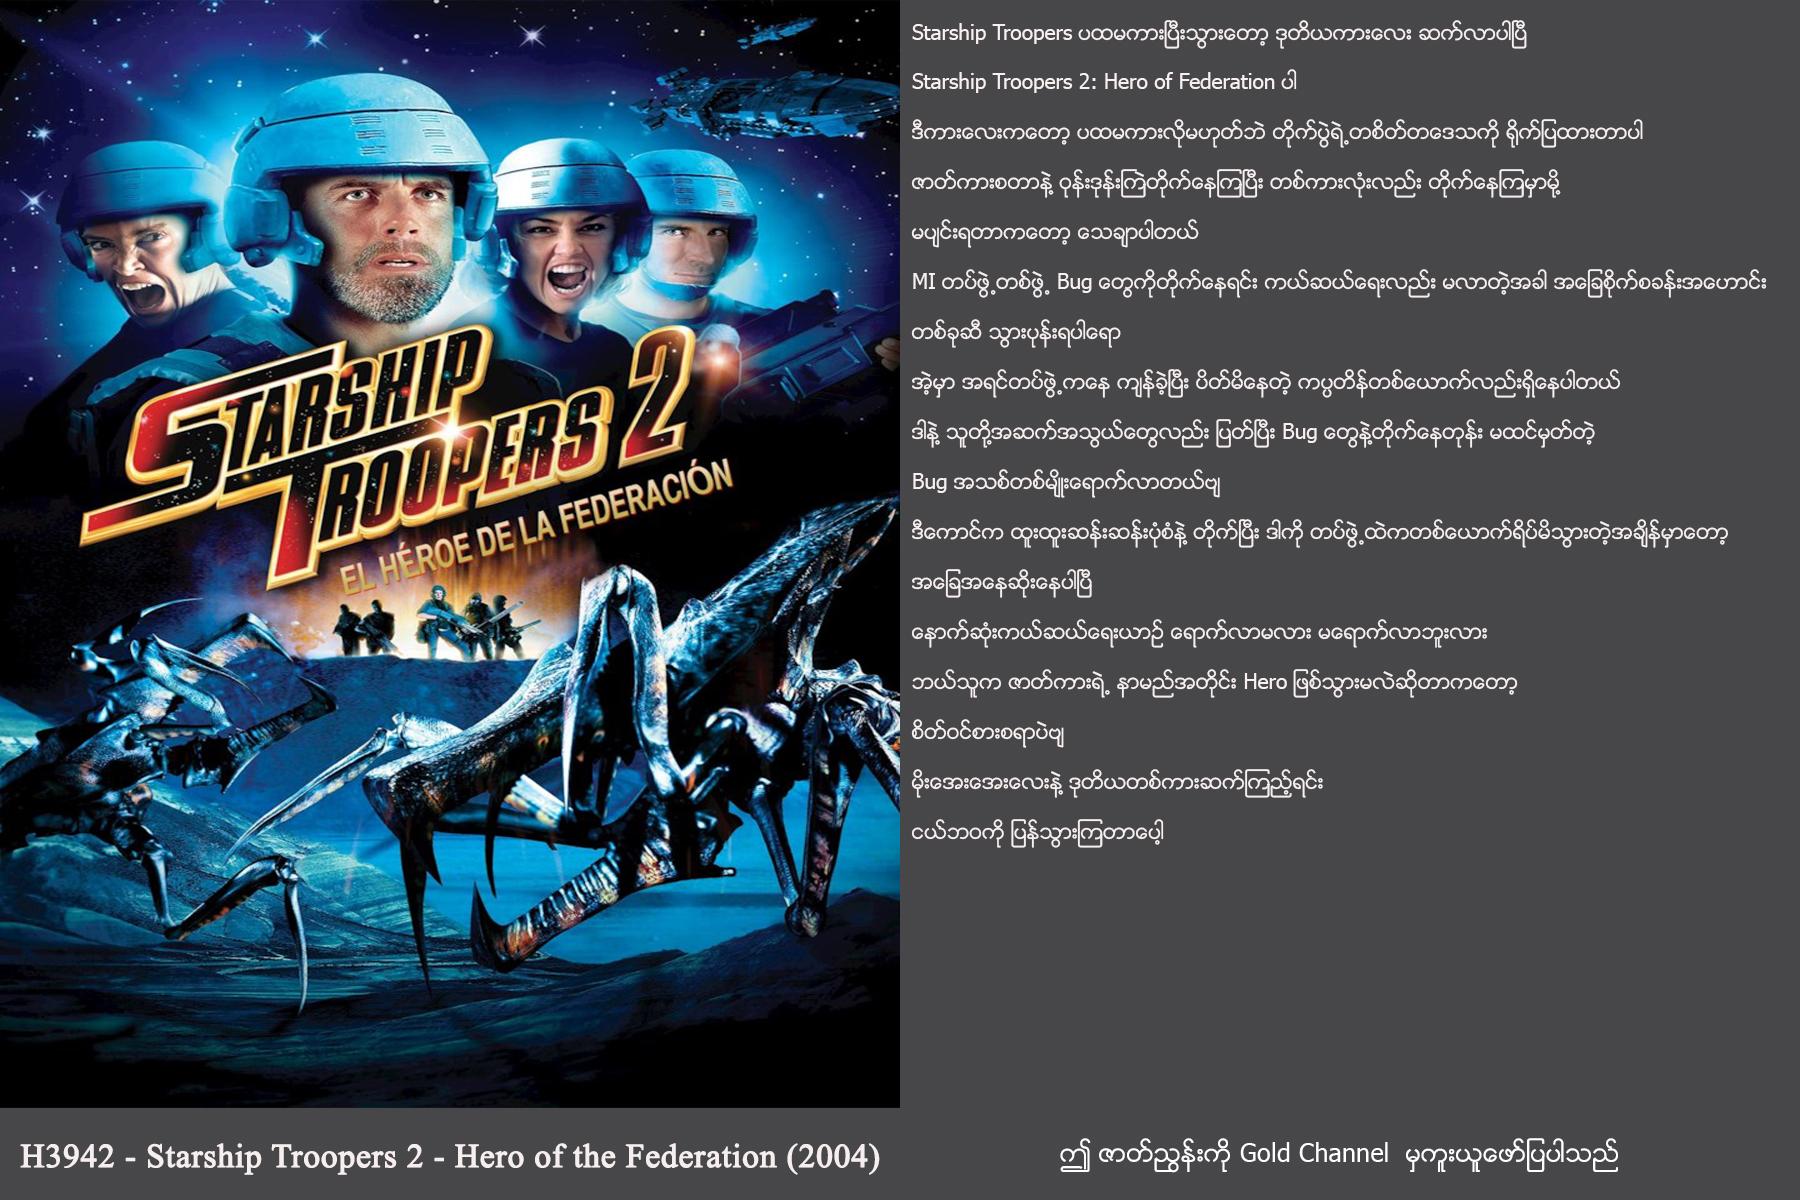 STARSHIP
TROOPERS 2
EL HÉROE DE LA FEDERACIÓN
H3942 - Starship Troopers 2 - Hero of the Federation (2004)
Starship Troopers ပထမကားပြီးသွားတော့ ဒုတိယကားလေး ဆက်လာပါပြီ
Starship Troopers 2: Hero of Federation ပါ
ဒီကားလေးကတော့ ပထမကားလိုမဟုတ်ဘဲ တိုက်ပွဲရဲ့တစိတ်တဒေသကို ရိုက်ပြထားတာပါ
ဇာတ်ကားစတာနဲ့ ဝုန်းဒုန်းကြဲတိုက်နေကြပြီး တစ်ကားလုံးလည်း တိုက်နေကြမှာမို့
မပျင်းရတာကတော့ သေချာပါတယ်
MI တပ်ဖွဲ့တစ်ဖွဲ့ Bug တွေကိုတိုက်နေရင်း ကယ်ဆယ်ရေးလည်း မလာတဲ့အခါ အခြေစိုက်စခန်းအဟောင်း
တစ်ခုဆီ သွားပုန်းရပါရော
အဲ့မှာ အရင်တပ်ဖွဲ့ကနေ ကျန်ခဲ့ပြီး ပိတ်မိနေတဲ့ ကပ္ပတိန်တစ်ယောက်လည်းရှိနေပါတယ်
ဒါနဲ့ သူတို့အဆက်အသွယ်တွေလည်း ပြတ်ပြီး Bug တွေနဲ့တိုက်နေတုန်း မထင်မှတ်တဲ့
Bug အသစ်တစ်မျိုးရောက်လာတယ်ဗျ
ဒီကောင်က ထူးထူးဆန်းဆန်းပုံစံနဲ့ တိုက်ပြီး ဒါကို တပ်ဖွဲ့ထဲကတစ်ယောက်ရိပ်မိသွားတဲ့အချိန်မှာတော့
အခြေအနေဆိုးနေပါပြီ
နောက်ဆုံးကယ်ဆယ်ရေးယာဉ် ရောက်လာမလား မရောက်လာဘူးလား
ဘယ်သူက ဇာတ်ကားရဲ့ နာမည်အတိုင်း Hero ဖြစ်သွားမလဲဆိုတာကတော့
စိတ်ဝင်စားစရာပဲဗျ
မိုးအေးအေးလေးနဲ့ ဒုတိယတစ်ကားဆက်ကြည့်ရင်း
ငယ်ဘဝကို ပြန်သွားကြတာပေါ့
ဤ ဇာတ်ညွှန်းကို Gold Channel မှကူးယူဖော်ပြပါသည်